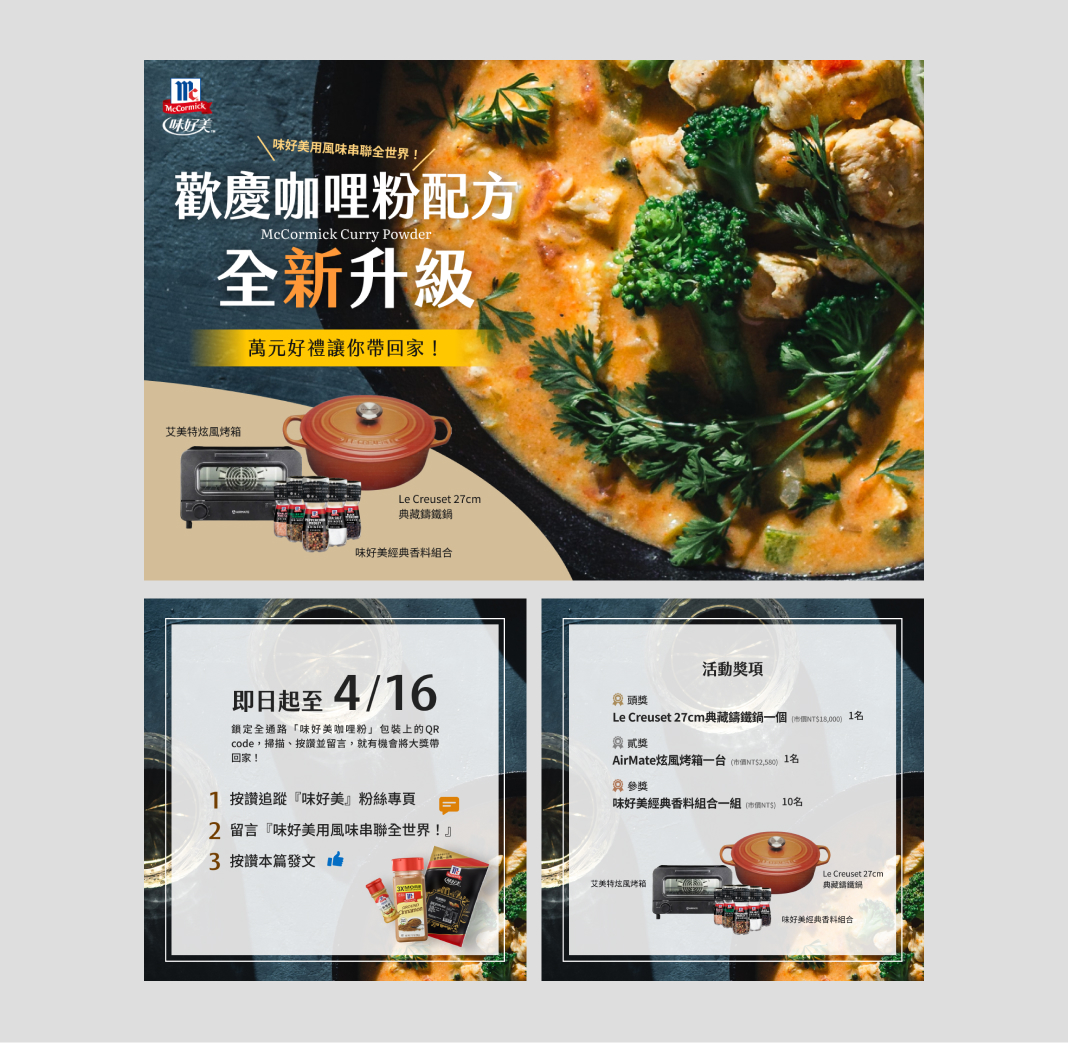 McCormick
味好美
味好美用風味串聯全世界！
歡慶咖哩粉配方
McCormick Curry Powder
全新升級
萬元好禮讓你帶回家！
艾美特炫風烤箱
Le Creuset 27cm
典藏鑄鐵鍋
味好美經典香料組合
即日起至 4/16
鎖定全通路「味好美咖哩粉」包裝上的QR
code，掃描、按讚並留言，就有機會將大獎帶
回家！
1 按讚追蹤『味好美』粉絲專頁
2 留言『味好美用風味串聯全世界！』
3 按讚本篇發文
活動獎項
頭獎
Le Creuset 27cm典藏鑄鐵鍋一個 (市價NT$18,000) 1名
貳獎
AirMate炫風烤箱一台 (市價NT$2,580) 1名
參獎
味好美經典香料組合一組 (市價NT$) 10名
艾美特炫風烤箱
Le Creuset 27cm
典藏鑄鐵鍋
味好美經典香料組合